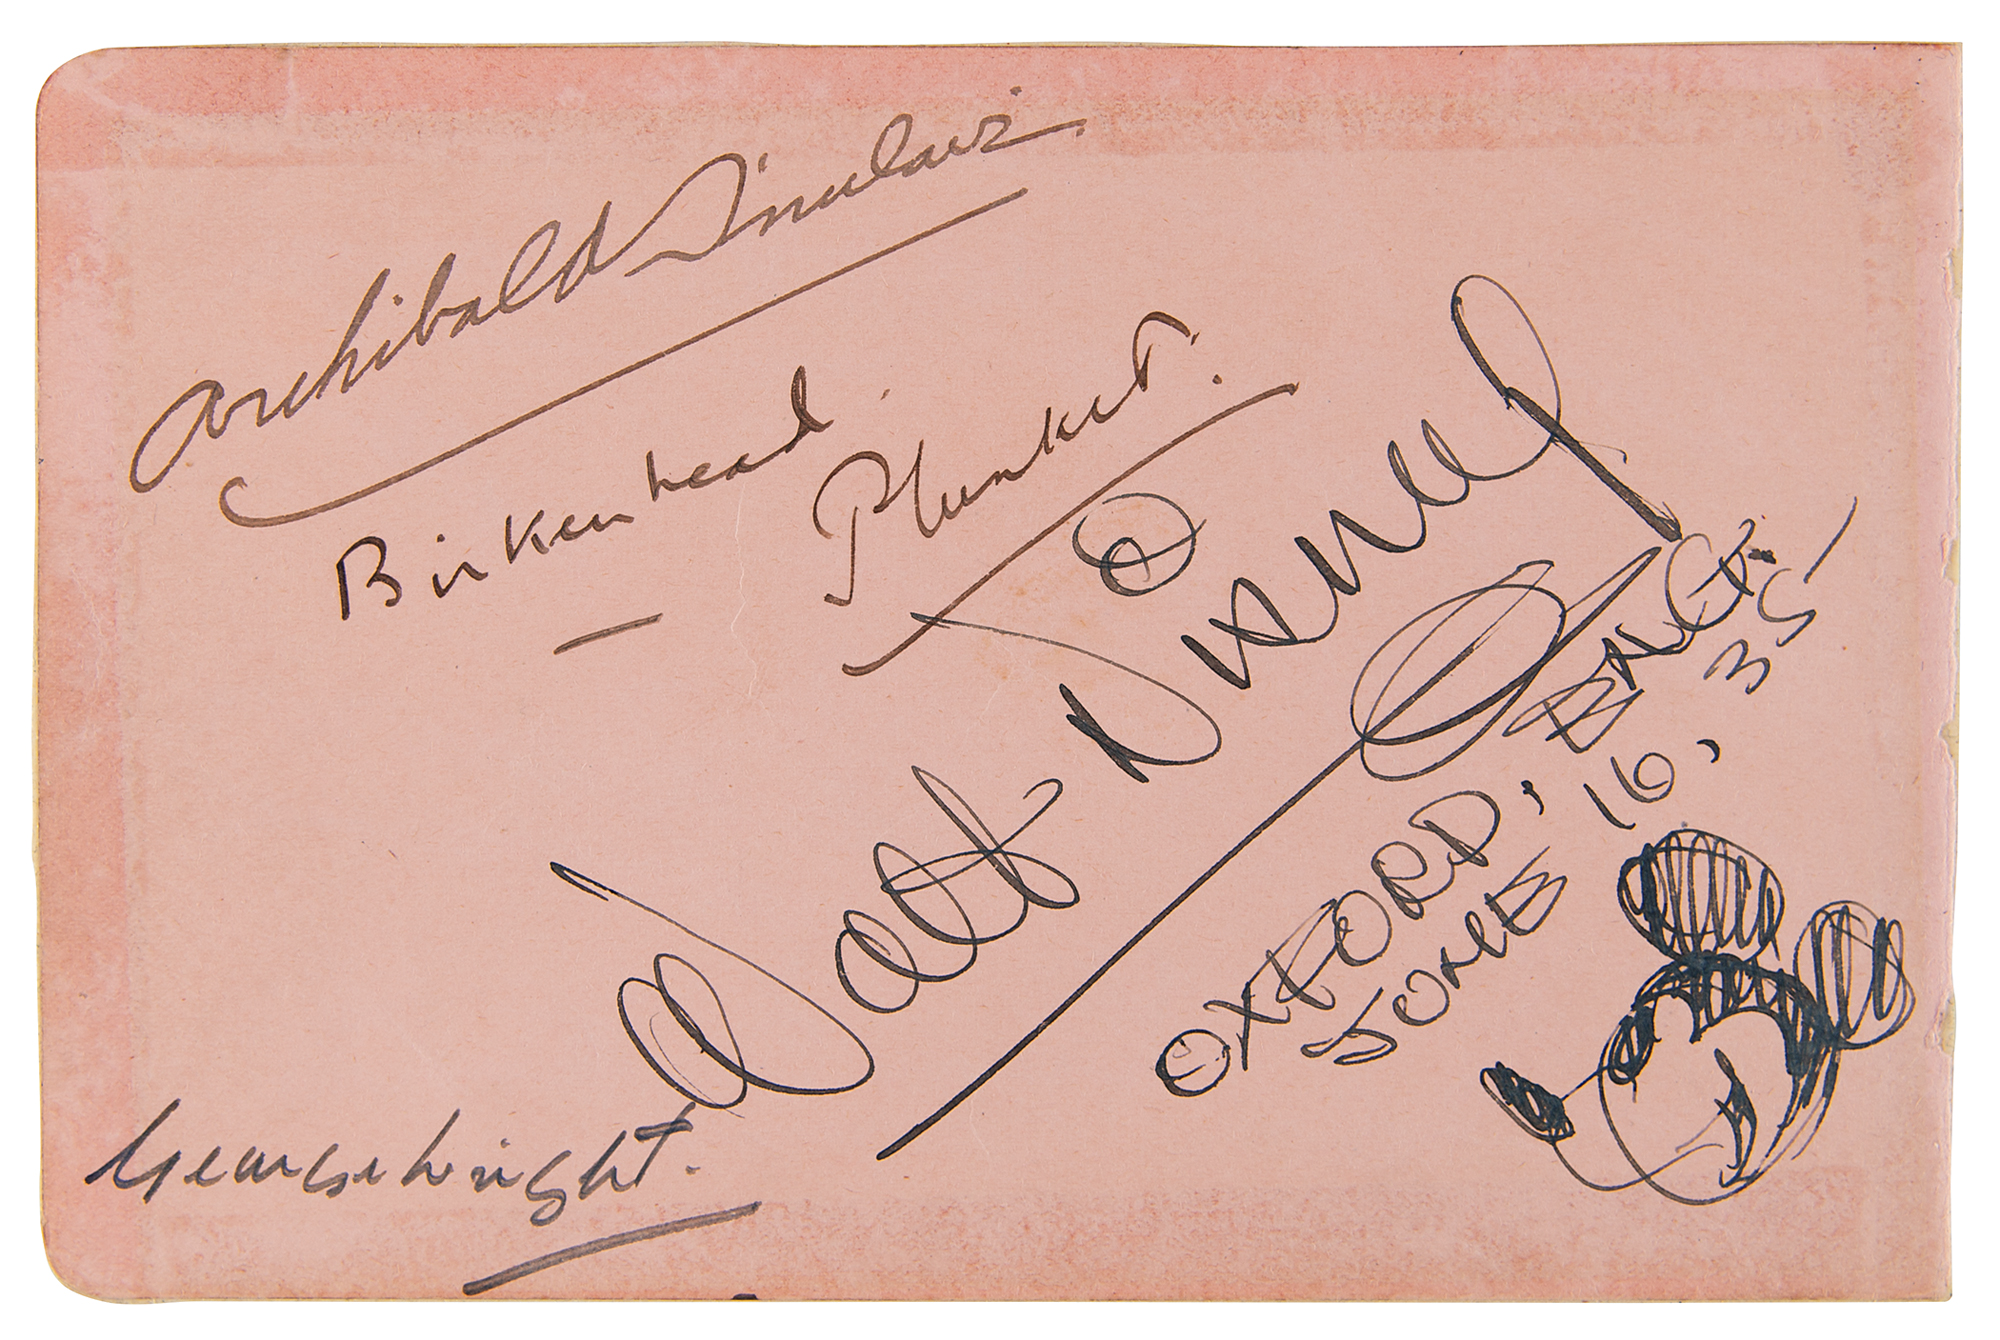 Archibald Sinclair
Birkenhead.
Plunket.
Walt Disney
OXFORD, ENG.
JUNE 16, 35
George Wright.